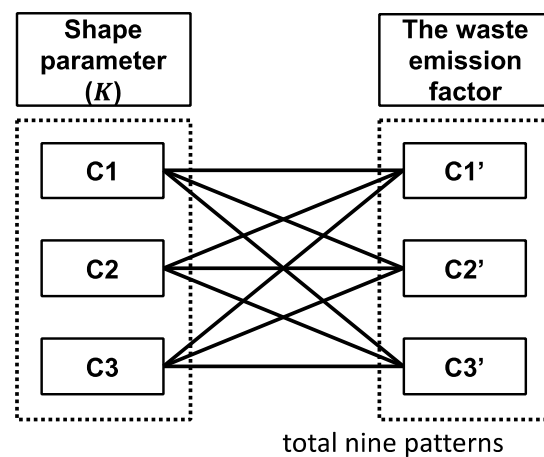 Shape
parameter
(K)
The waste
emission
factor
C1
C1’
C2
C2’
C3
C3’
total nine patterns